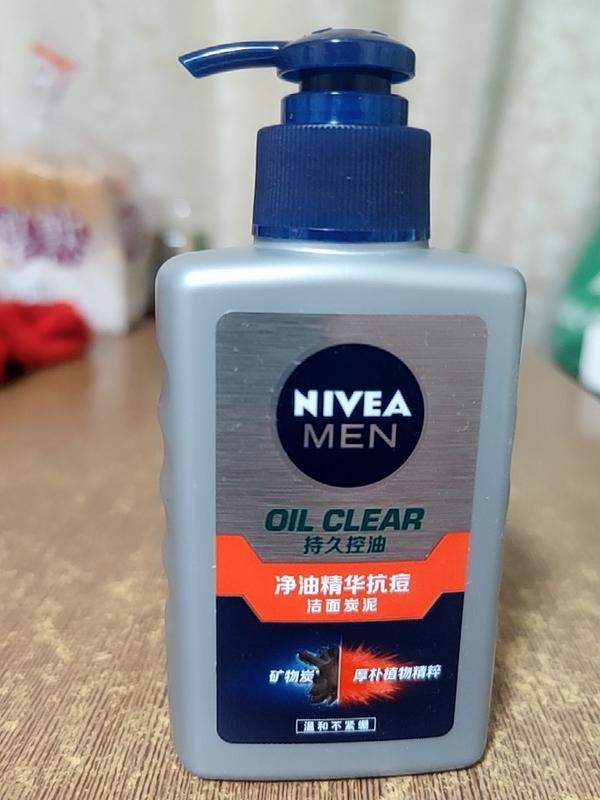 NIVEA
MEN
OIL CLEAR
持久控油
净油精华抗痘
洁面炭泥
矿物炭* 厚朴植物精粹
温和不紧绷